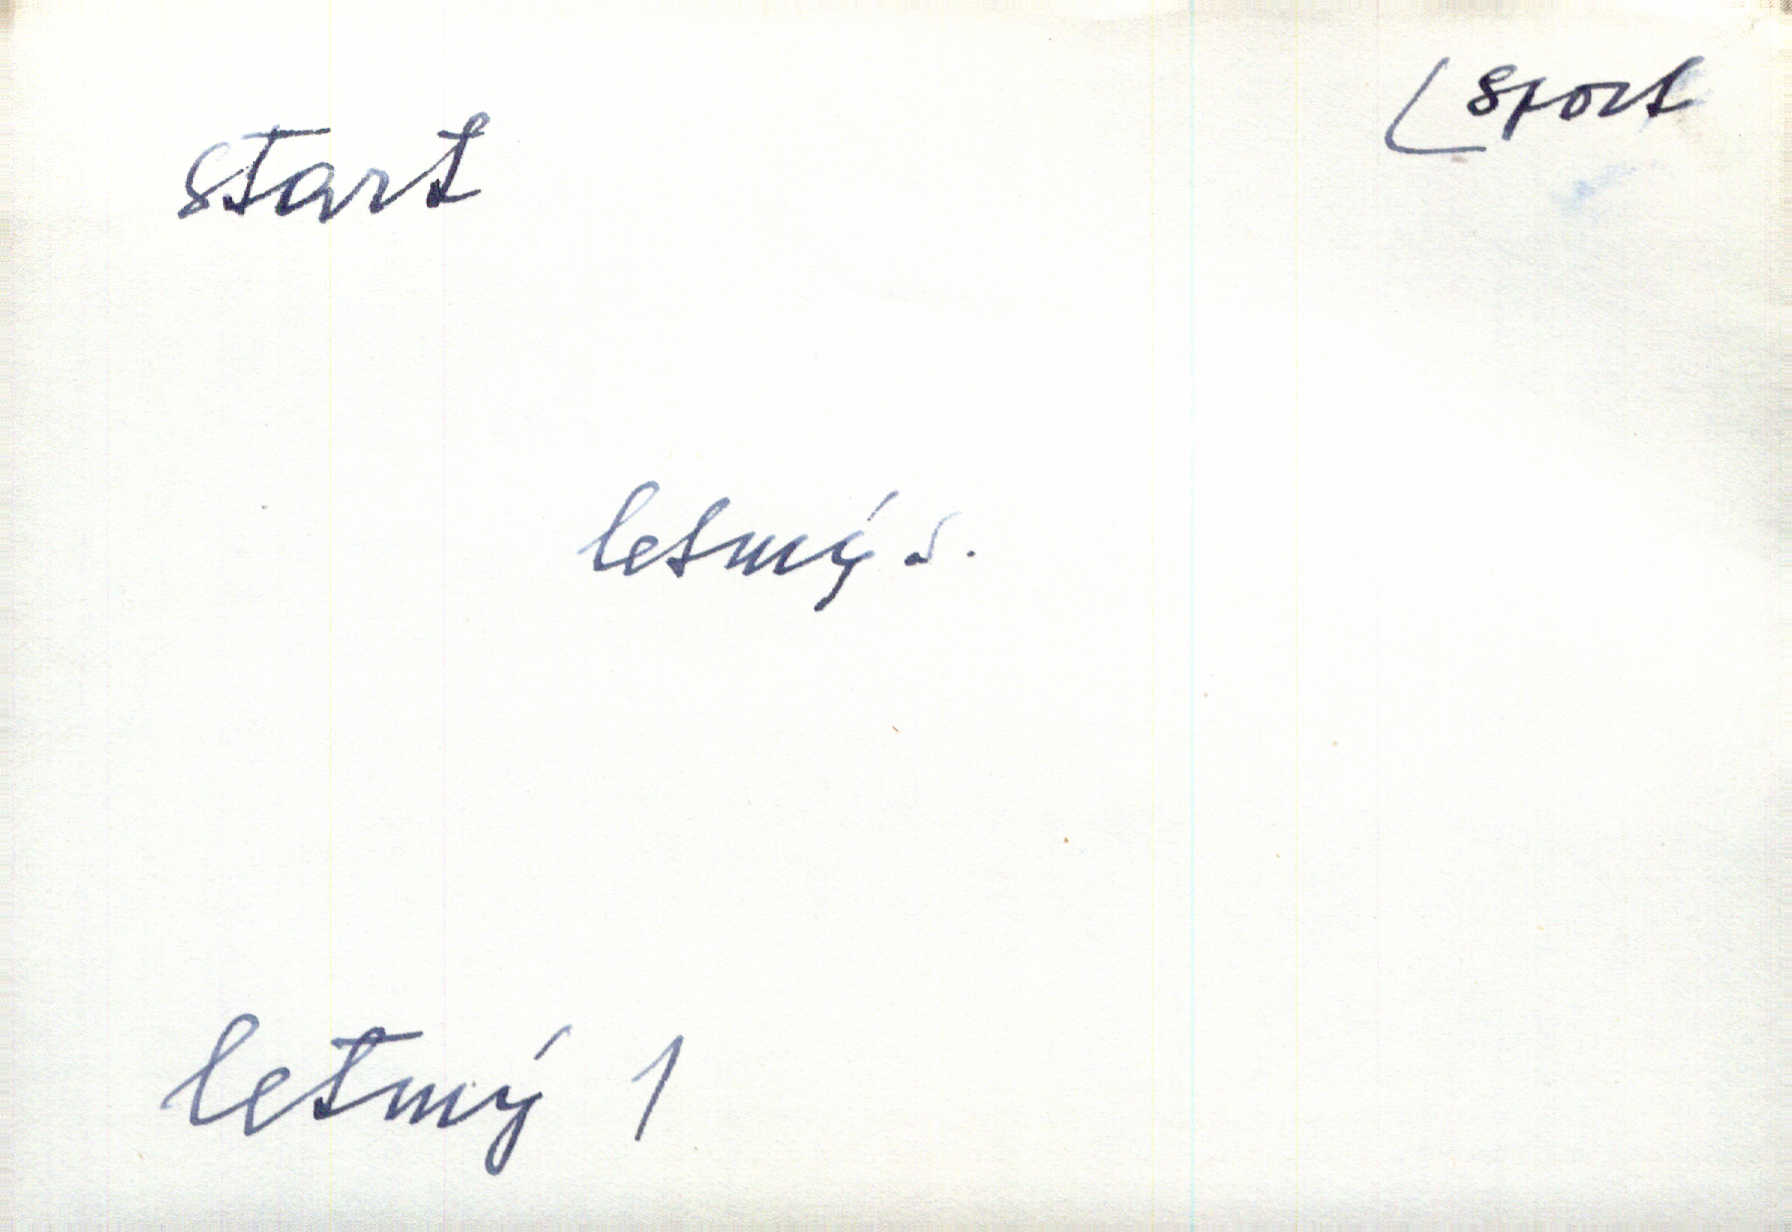 sport
start
letmý s.
letmý 1